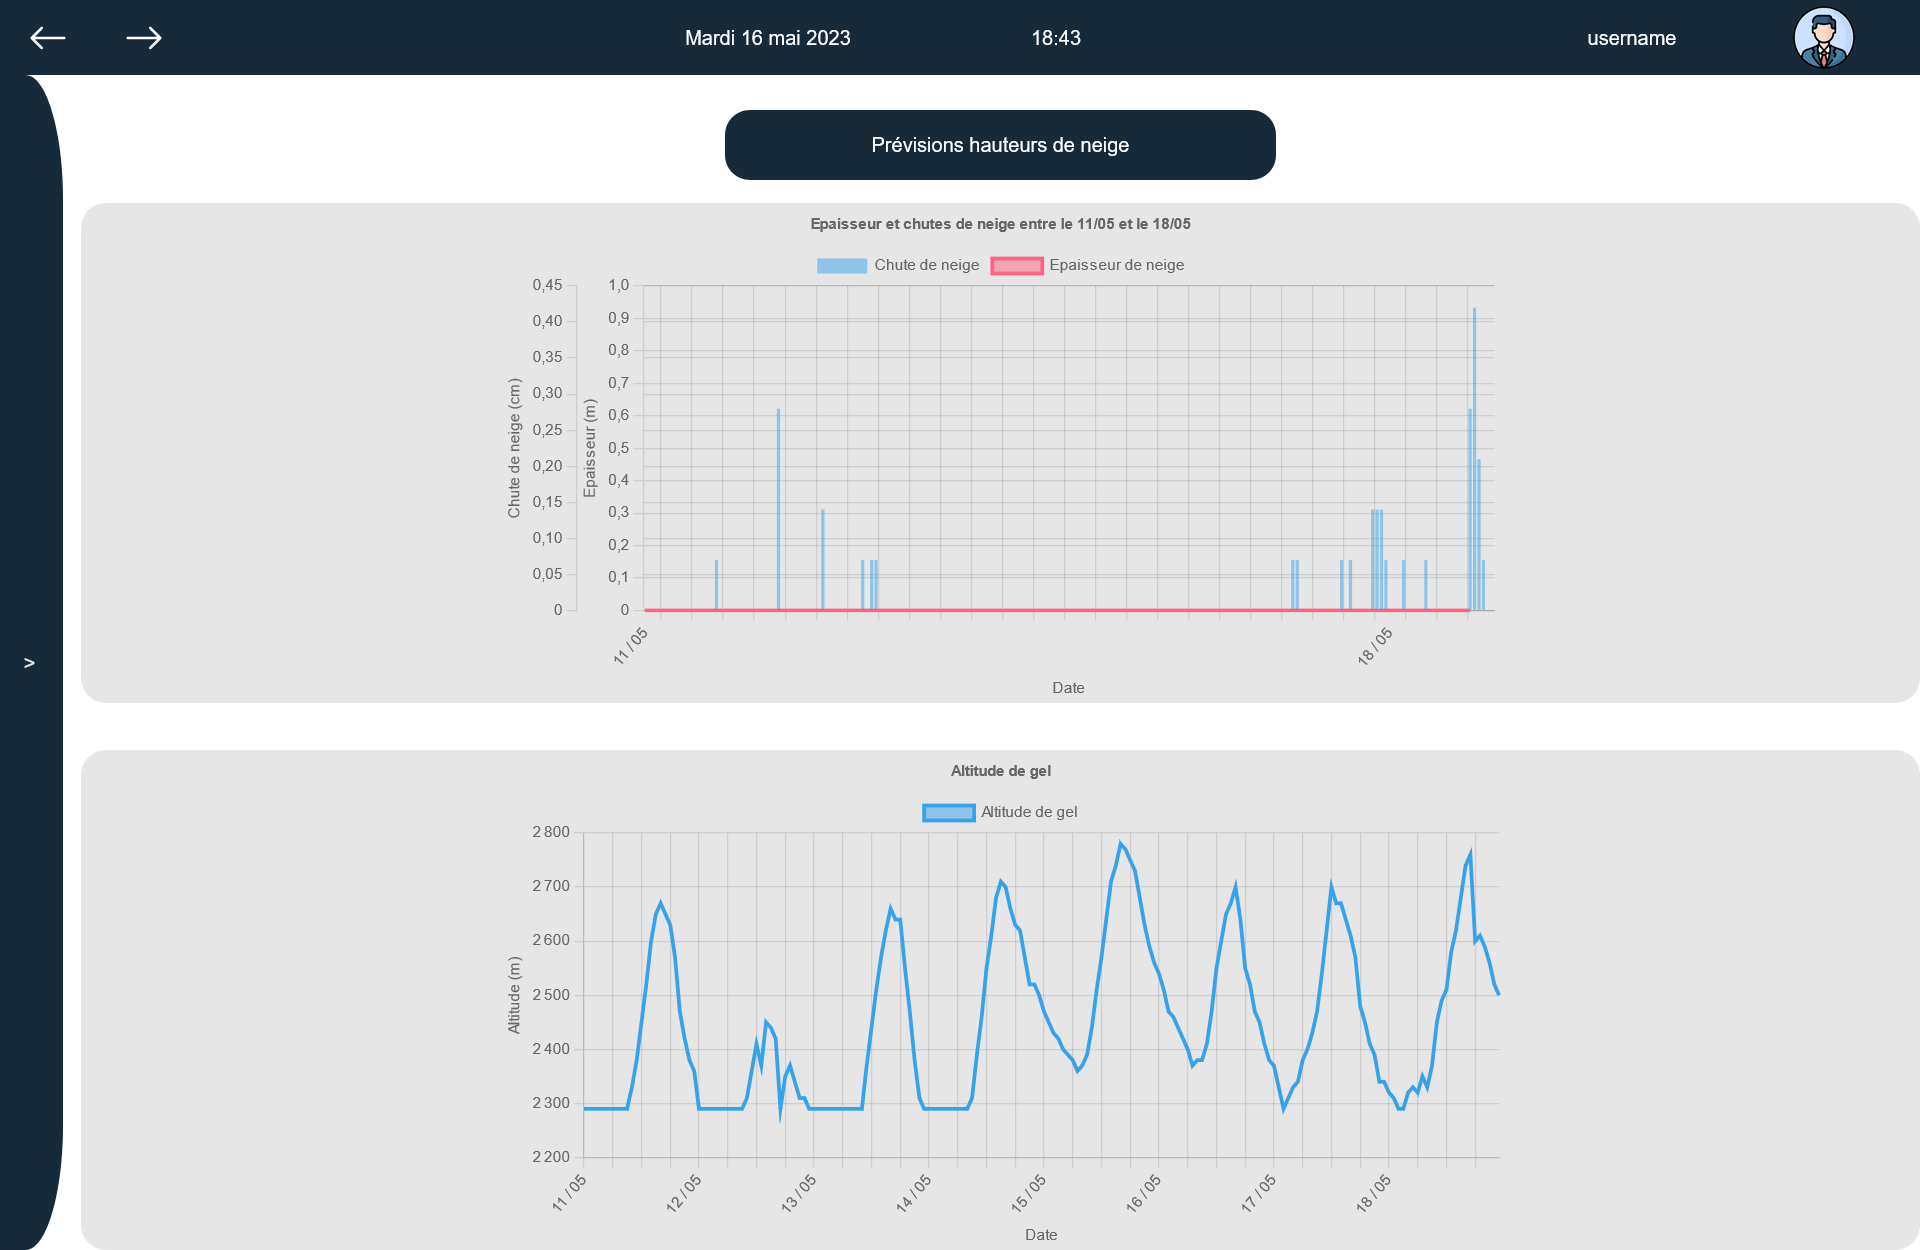 Mardi 16 mai 2023
18:43
username
Prévisions hauteurs de neige
Epaisseur et chutes de neige entre le 11/05 et le 18/05
Chute de neige
Epaisseur de neige
Chute de neige (cm)
0,45
0,40
0,35
0,30
0,25
0,20
0,15
0,10
0,05
0
Epaisseur (m)
1,0
0,9
0,8
0,7
0,6
0,5
0,4
0,3
0,2
0,1
0
11 / 05
18 / 05
Date
>
Altitude de gel
Altitude de gel
Altitude (m)
2 800
2 700
2 600
2 500
2 400
2 300
2 200
11 / 05
12 / 05
13 / 05
14 / 05
15 / 05
16 / 05
17 / 05
18 / 05
Date